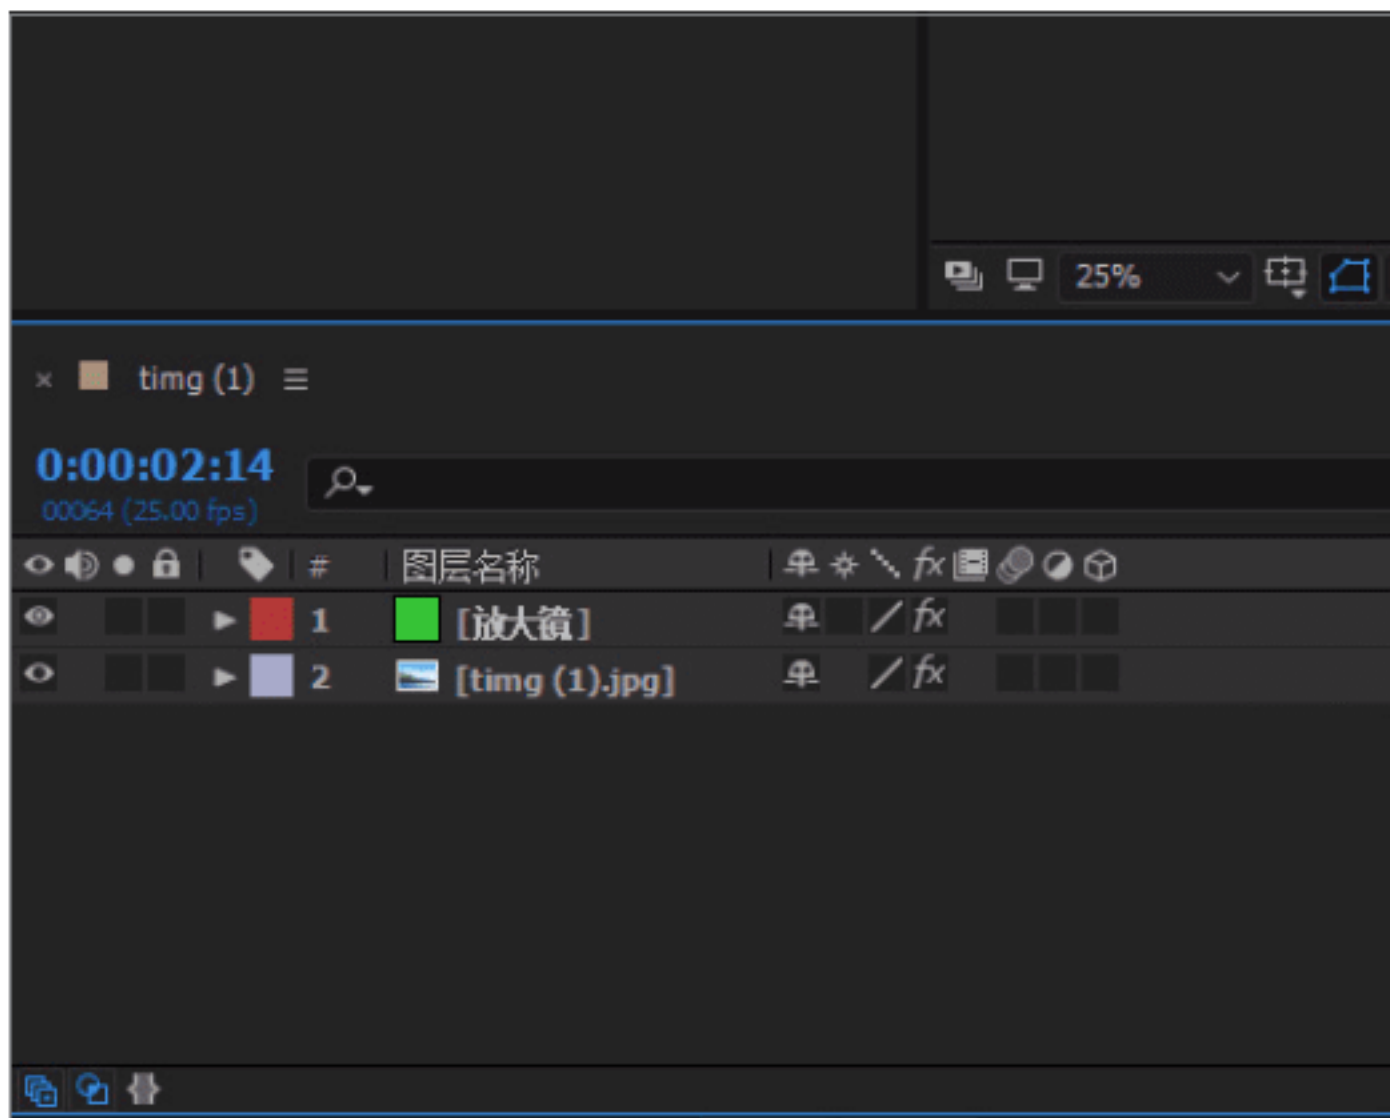 25%
timg (1)
0:00:02:14
00064 (25.00 fps)
# 图层名称 fx
1 [放大镜] fx
2 [timg (1).jpg] fx